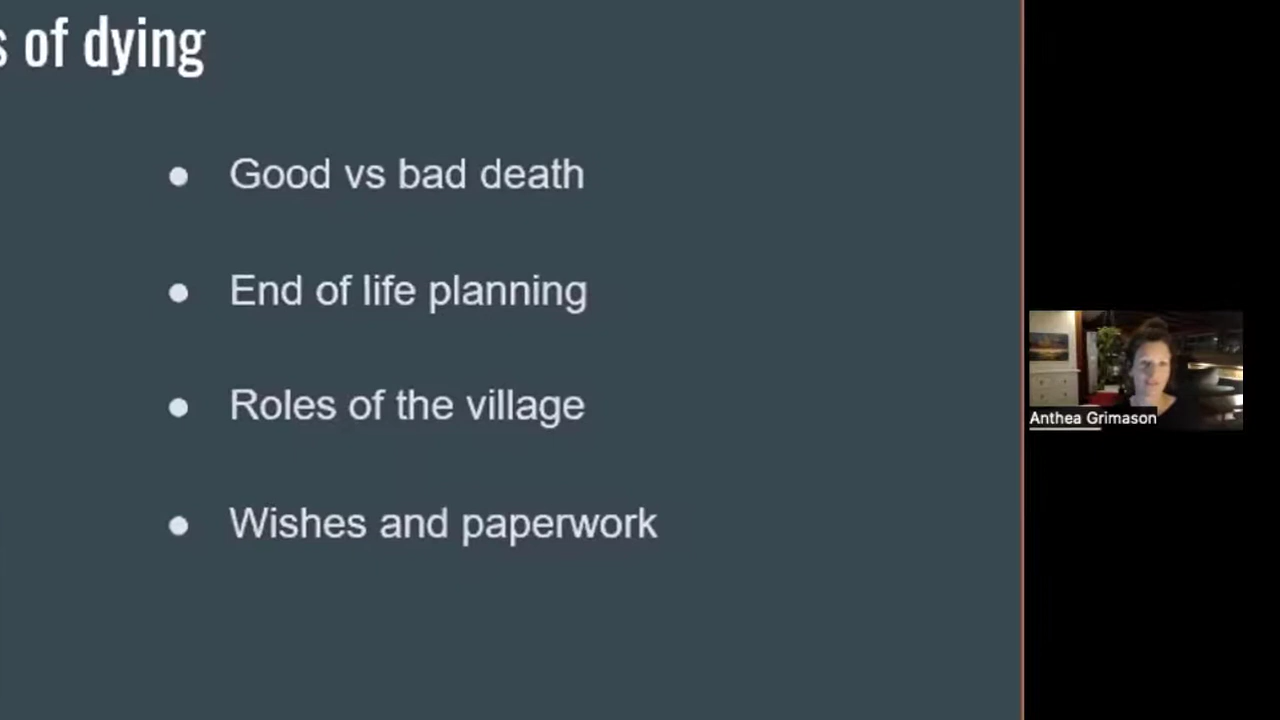 of dying
Good vs bad death
End of life planning
Roles of the village
Wishes and paperwork
Anthea Grimason